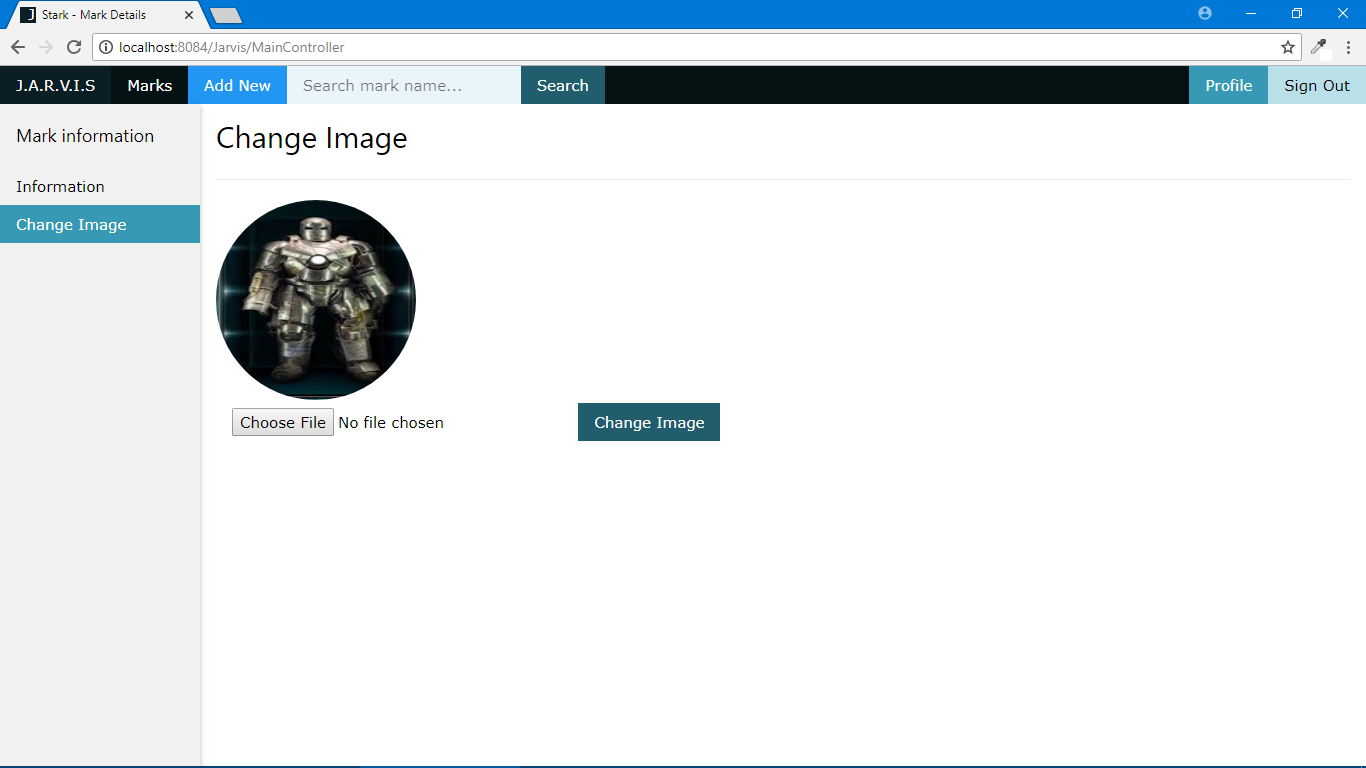 Stark - Mark Details
localhost:8084/Jarvis/MainController
J.A.R.V.I.S Marks Add New Search mark name... Search Profile Sign Out
Mark information
Information
Change Image
Change Image
Choose File No file chosen Change Image